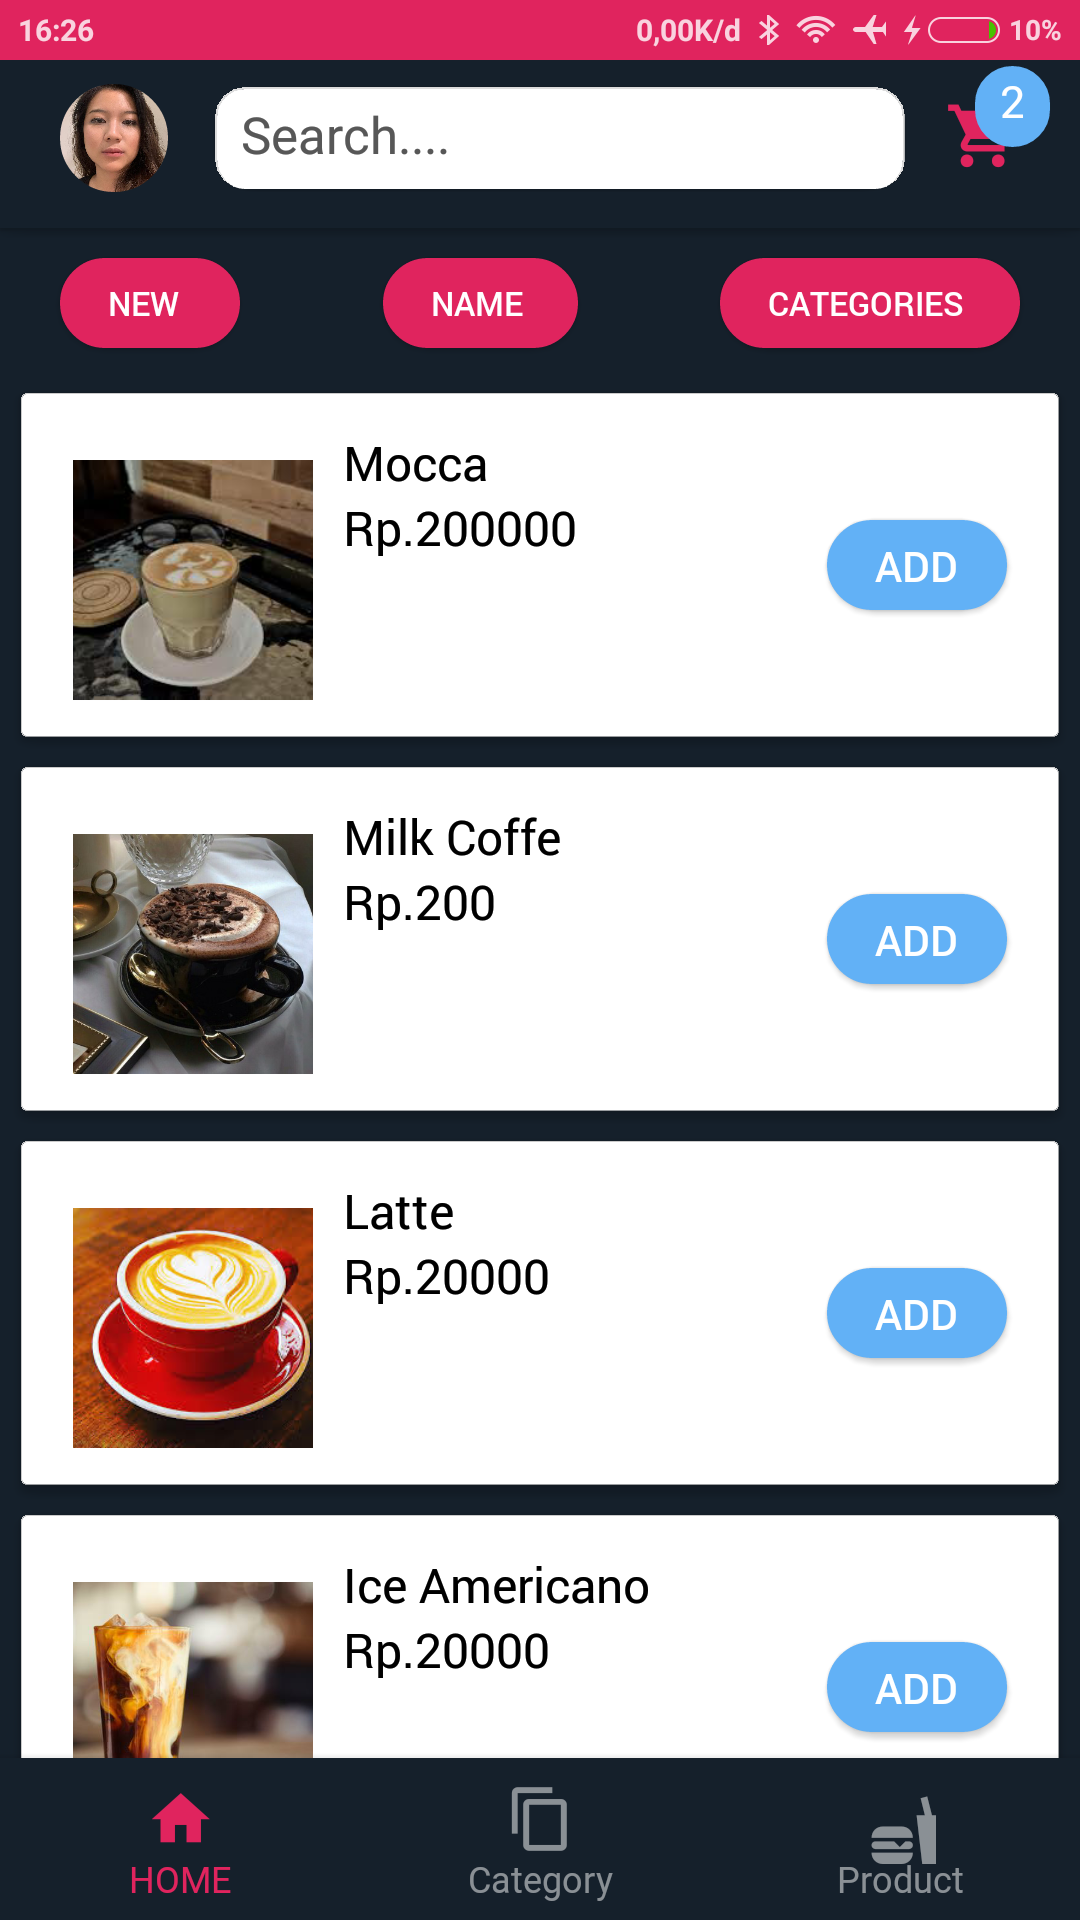 16:26 0,00K/d 10%
Search.... 2
NEW NAME CATEGORIES
Mocca
Rp.200000
ADD
Milk Coffe
Rp.200
ADD
Latte
Rp.20000
ADD
Ice Americano
Rp.20000
ADD
HOME Category Product